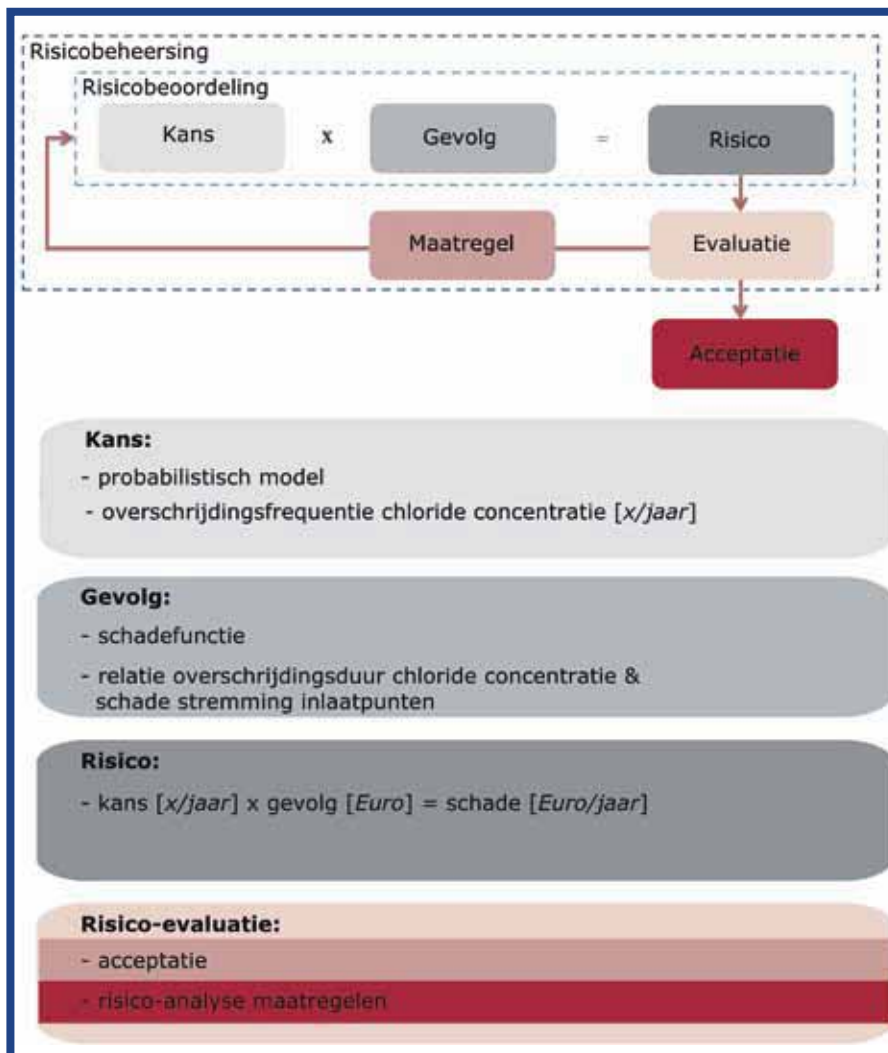 Risicobeheersing
Risicobeoordeling
Kans x Gevolg = Risico
Maatregel Evaluatie
Acceptatie
Kans:
- probabilistisch model
- overschrijdingsfrequentie chloride concentratie [x/jaar]
Gevolg:
- schadefunctie
- relatie overschrijdingsduur chloride concentratie &
schade stremming inlaatpunten
Risico:
- kans [x/jaar] x gevolg [Euro] = schade [Euro/jaar]
Risico-evaluatie:
- acceptatie
- risico-analyse maatregelen